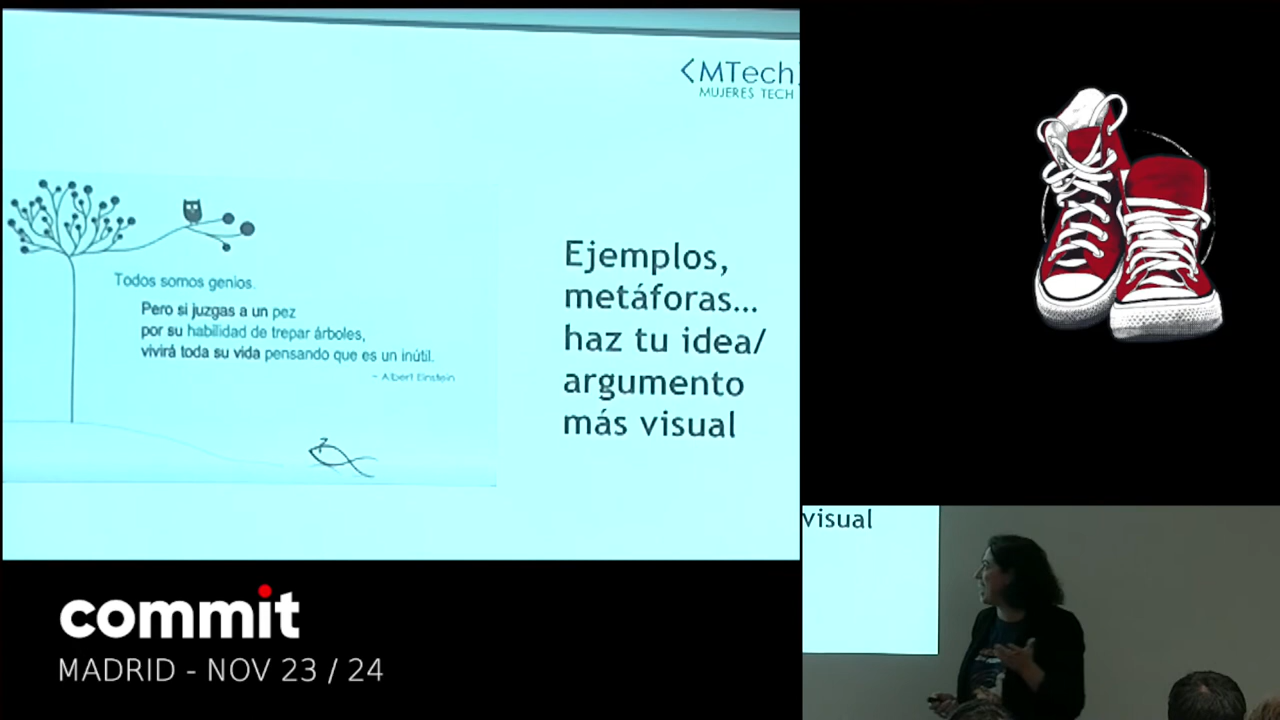 <MTech
MUJERES TECH
Todos somos genios.
Pero si juzgas a un pez
por su habilidad de trepar árboles,
vivirá toda su vida pensando que es un inútil.
~ Albert Einstein
Ejemplos,
metáforas...
haz tu idea/
argumento
más visual
visual
commit
MADRID - NOV 23 / 24